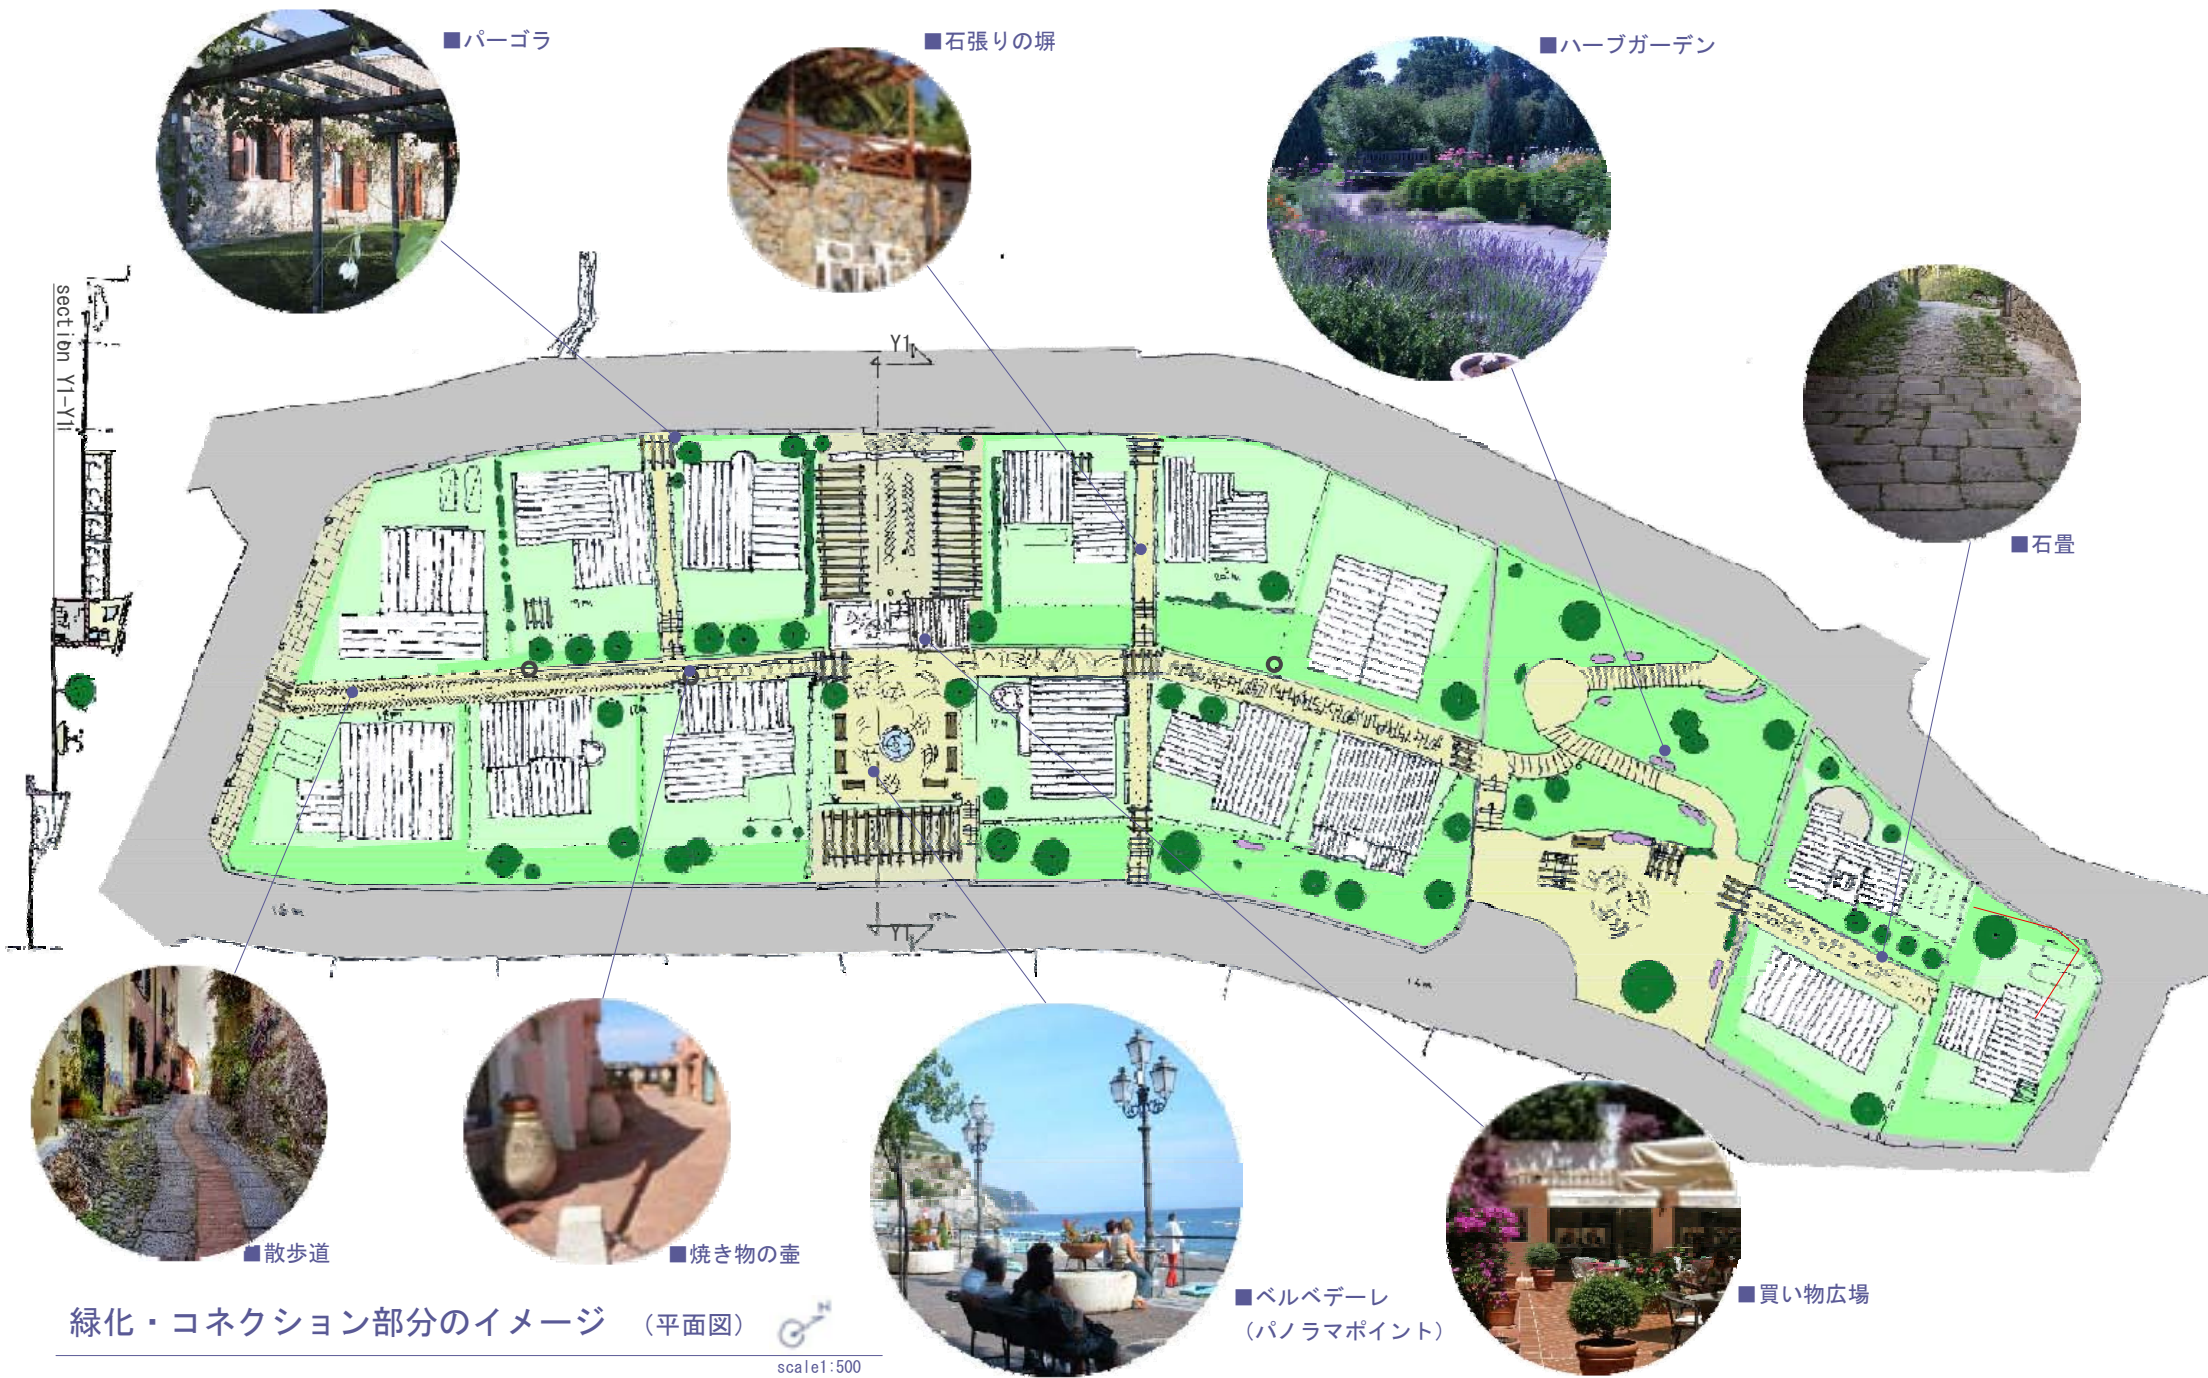 ■パーゴラ
■石張りの塀
■ハーブガーデン
■石畳
section Y1-Y1
Y1
Y1
16m
14m
■散歩道
■焼き物の壷
■ベルベデーレ
（パノラマポイント）
■買い物広場
緑化・コネクション部分のイメージ （平面図）
N
scale1:500